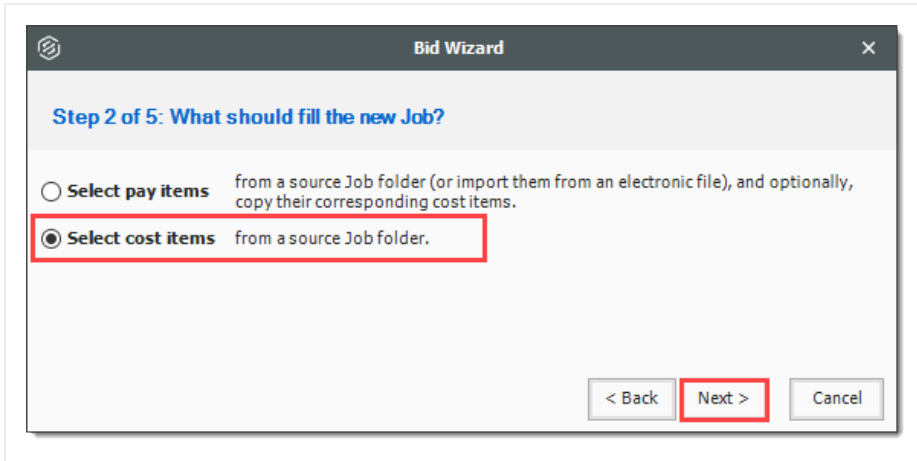 Bid Wizard
Step 2 of 5: What should fill the new Job?
Select pay items from a source Job folder (or import them from an electronic file), and optionally,
copy their corresponding cost items.
Select cost items from a source Job folder.
< Back Next > Cancel